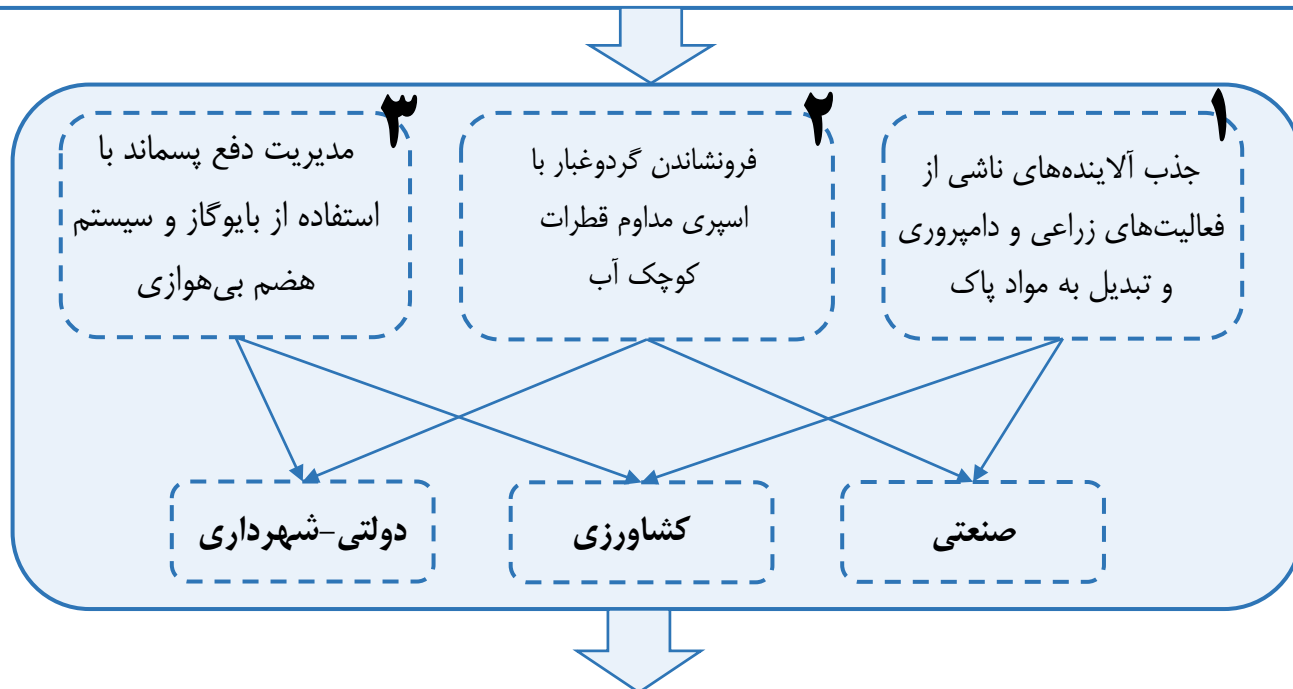 ۱
جذب آلاینده‌های ناشی از
فعالیت‌های زراعی و دامپروری
و تبدیل به مواد پاک
۲
فرونشاندن گردوغبار با
اسپری مداوم قطرات
کوچک آب
۳
مدیریت دفع پسماند با
استفاده از بایوگاز و سیستم
هضم بی‌هوازی
صنعتی
کشاورزی
دولتی-شهرداری